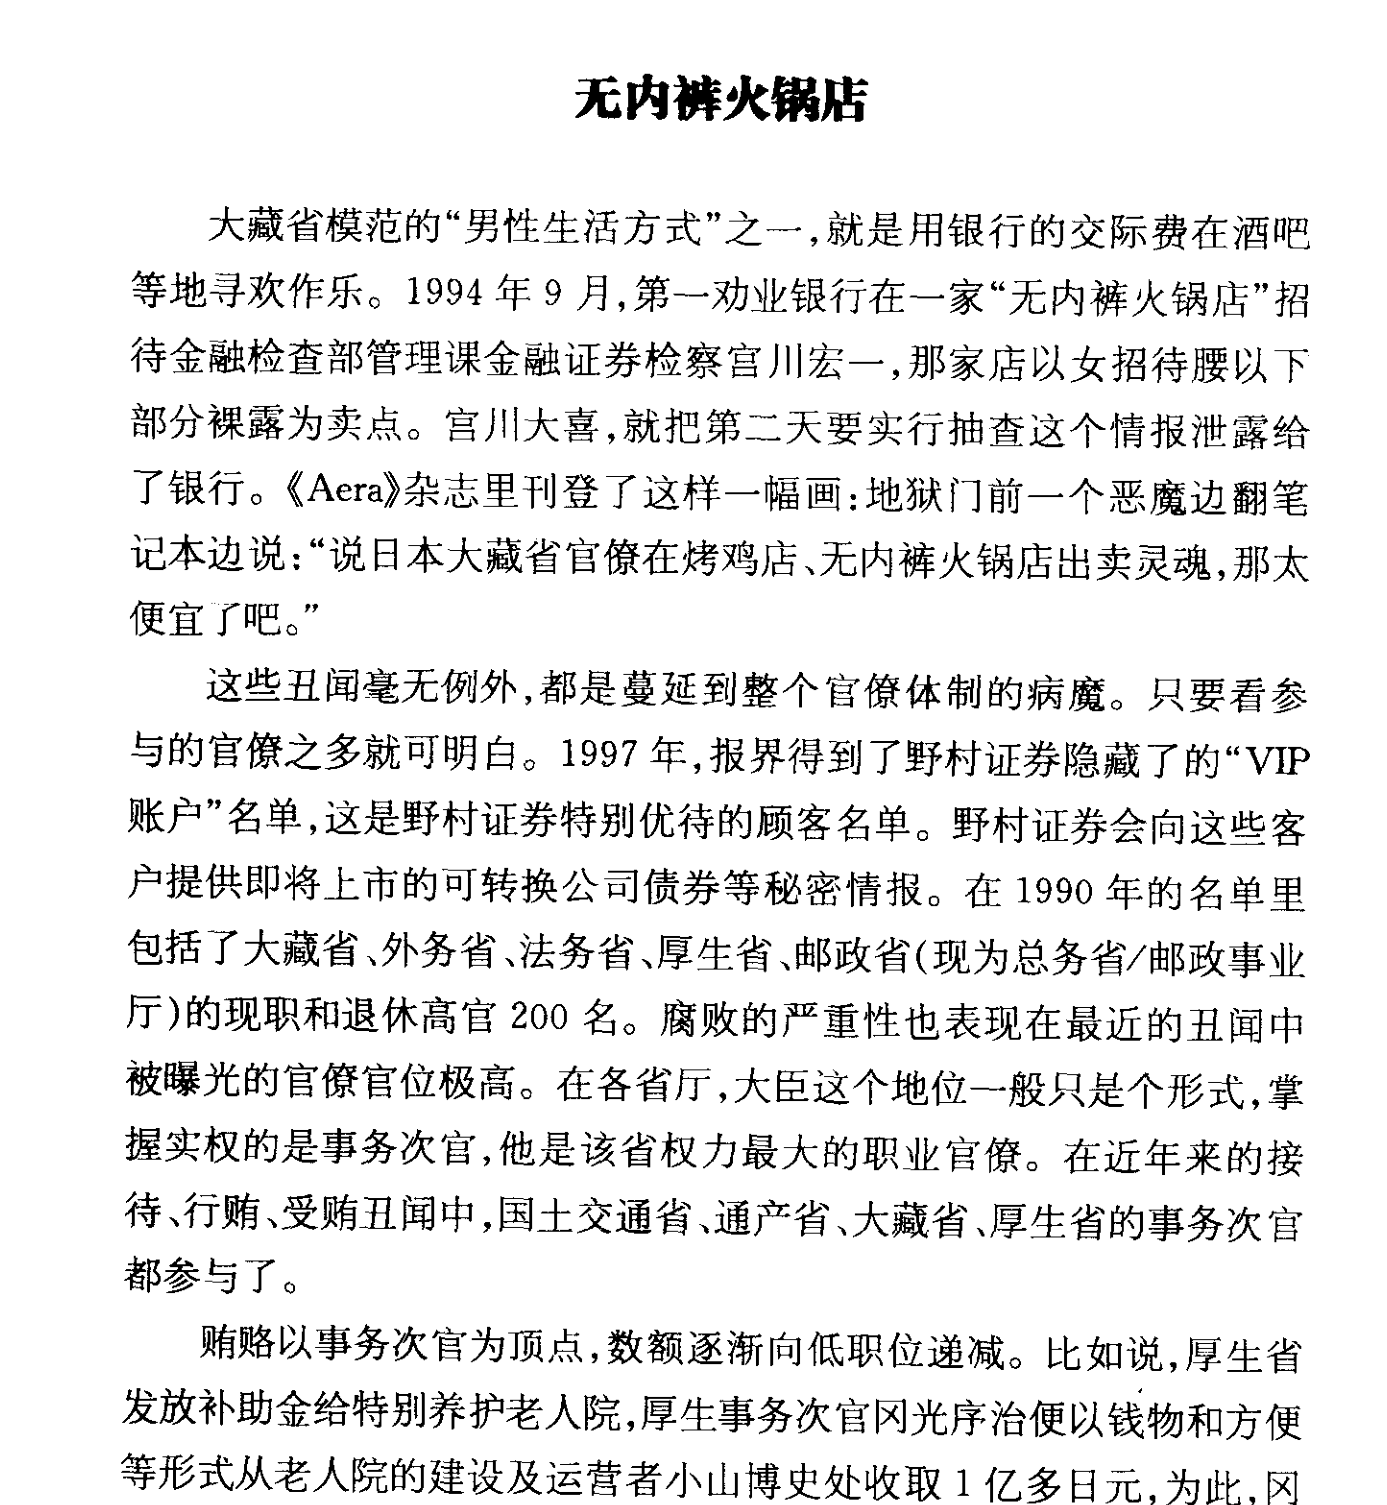 无内裤火锅店
大藏省模范的“男性生活方式”之一,就是用银行的交际费在酒吧
等地寻欢作乐。1994 年 9 月,第一劝业银行在一家“无内裤火锅店”招
待金融检查部管理课金融证券检察宫川宏一,那家店以女招待腰以下
部分裸露为卖点。宫川大喜,就把第二天要实行抽查这个情报泄露给
了银行。《Aera》杂志里刊登了这样一幅画:地狱门前一个恶魔边翻笔
记本边说:“说日本大藏省官僚在烤鸡店、无内裤火锅店出卖灵魂,那太
便宜了吧。”
这些丑闻毫无例外,都是蔓延到整个官僚体制的病魔。只要看参
与的官僚之多就可明白。1997 年,报界得到了野村证券隐藏了的“VIP
账户”名单,这是野村证券特别优待的顾客名单。野村证券会向这些客
户提供即将上市的可转换公司债券等秘密情报。在 1990 年的名单里
包括了大藏省、外务省、法务省、厚生省、邮政省(现为总务省/邮政事业
厅)的现职和退休高官 200 名。腐败的严重性也表现在最近的丑闻中
被曝光的官僚官位极高。在各省厅,大臣这个地位一般只是个形式,掌
握实权的是事务次官,他是该省权力最大的职业官僚。在近年来的接
待、行贿、受贿丑闻中,国土交通省、通产省、大藏省、厚生省的事务次官
都参与了。
贿赂以事务次官为顶点,数额逐渐向低职位递减。比如说,厚生省
发放补助金给特别养护老人院,厚生事务次官冈光序治便以钱物和方便
等形式从老人院的建设及运营者小山博史处收取 1 亿多日元,为此,冈